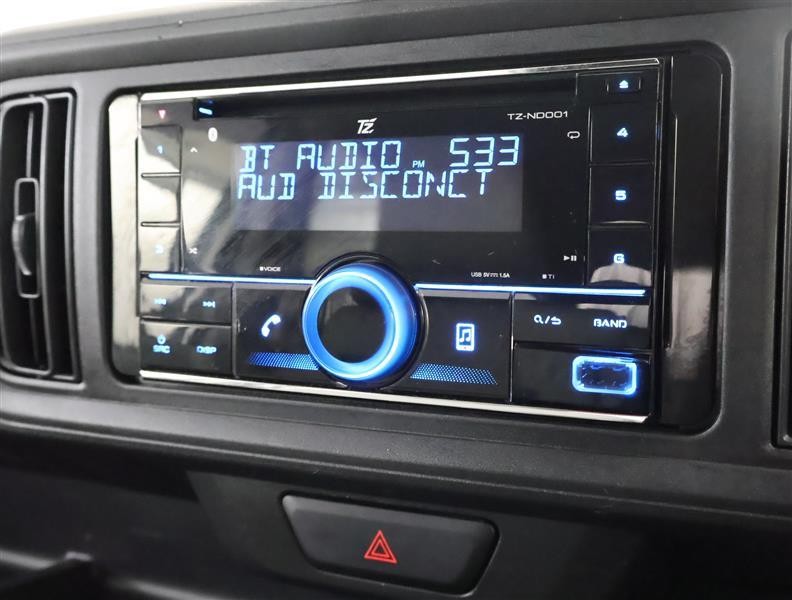 TZ
TZ-ND001
1
4
BT AUDIO PM 533
AUD DISCONCT
5
3
6
VOICE
USB 5V 1.5A
TI
BAND
SRC
DISP